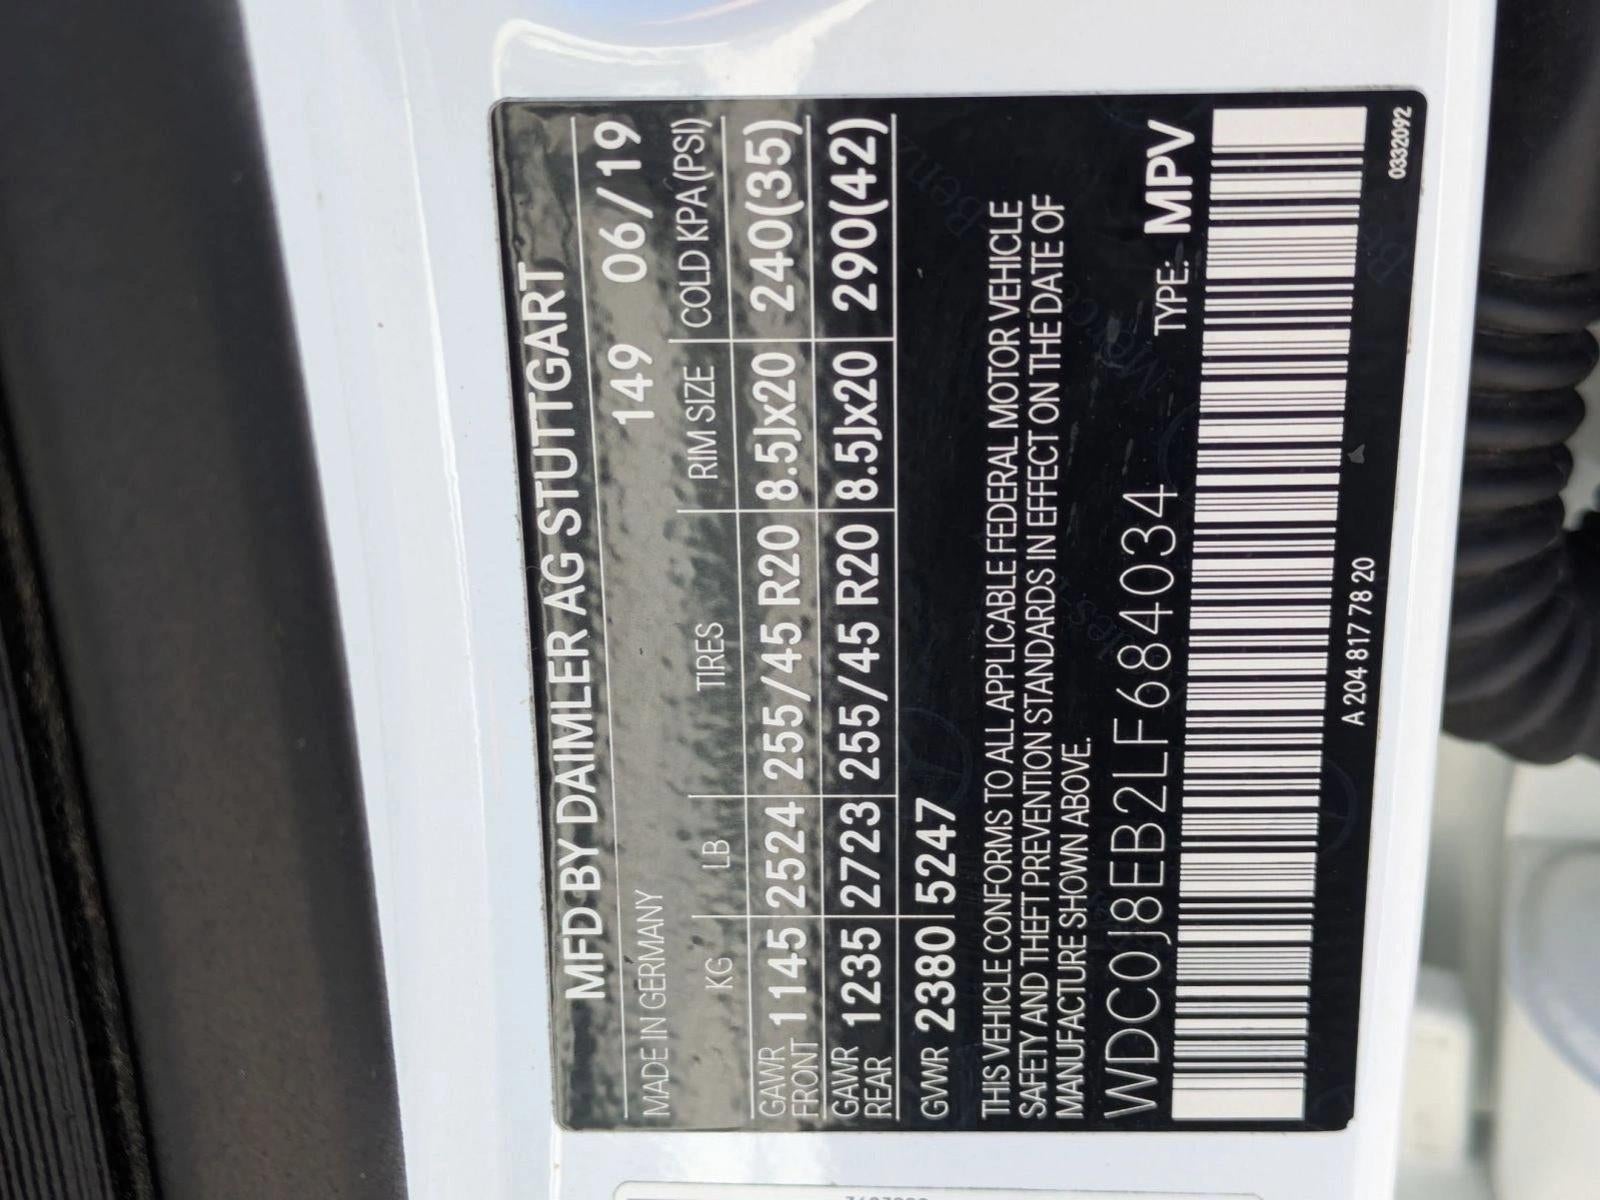 MFD BY DAIMLER AG STUTTGART
MADE IN GERMANY 149 06/19
KG LB TIRES RIM SIZE COLD KPA (PSI)
GAWR FRONT 1145 2524 255/45 R20 8.5Jx20 240(35)
GAWR REAR 1235 2723 255/45 R20 8.5Jx20 290(42)
GVWR 2380 5247
THIS VEHICLE CONFORMS TO ALL APPLICABLE FEDERAL MOTOR VEHICLE
SAFETY AND THEFT PREVENTION STANDARDS IN EFFECT ON THE DATE OF
MANUFACTURE SHOWN ABOVE.
WDC0J8EB2LF684034 TYPE: MPV
A 204 817 78 20
0332092